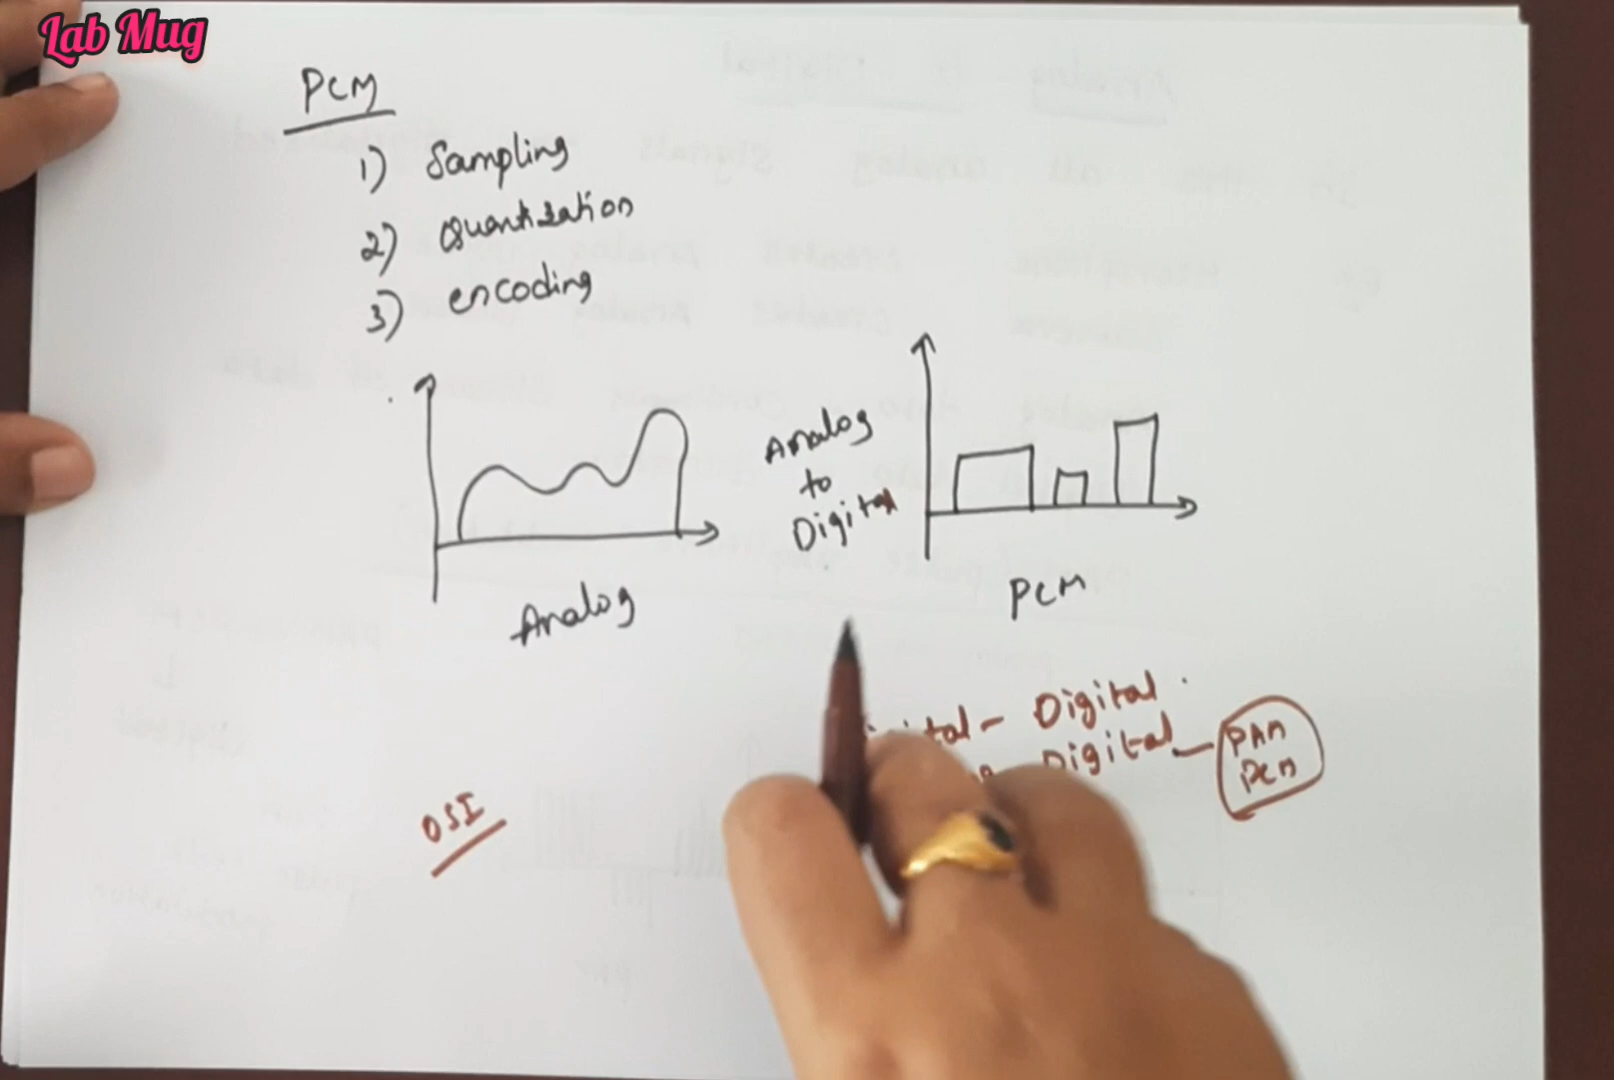 Lab Mug
PCM
1) Sampling
2) Quantization
3) encoding
Analog
to
Digital
Analog
PCM
Digital
Digital - PAM
PCM
OSI